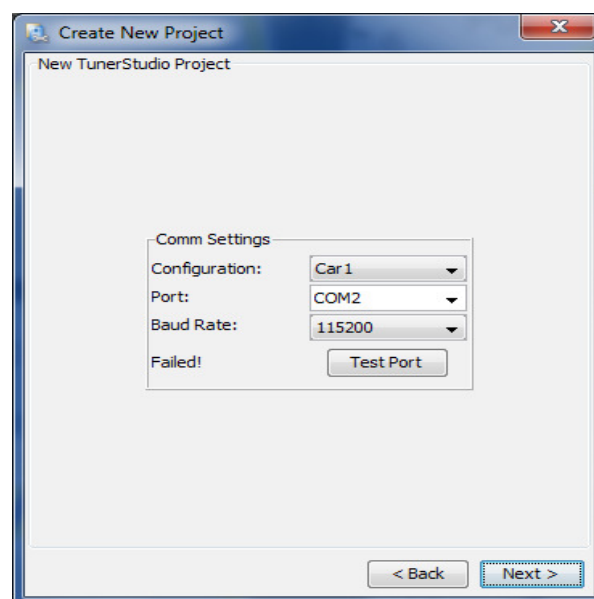 Create New Project
New TunerStudio Project
Comm Settings
Configuration: Car1
Port: COM2
Baud Rate: 115200
Failed! Test Port
< Back Next >